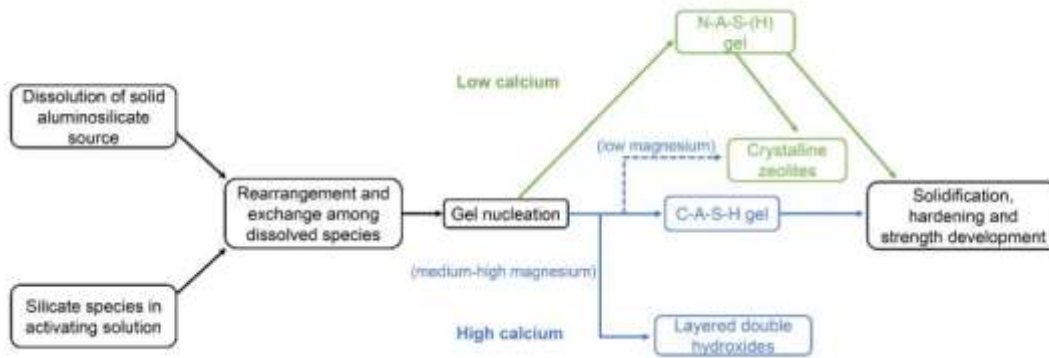 N-A-S-(H)
gel
Low calcium
Dissolution of solid
aluminosilicate
source
(low magnesium)
Crystalline
zeolites
Rearrangement and
exchange among
dissolved species
Gel nucleation
C-A-S-H gel
Solidification,
hardening and
strength development
(medium-high magnesium)
Silicate species in
activating solution
High calcium
Layered double
hydroxides